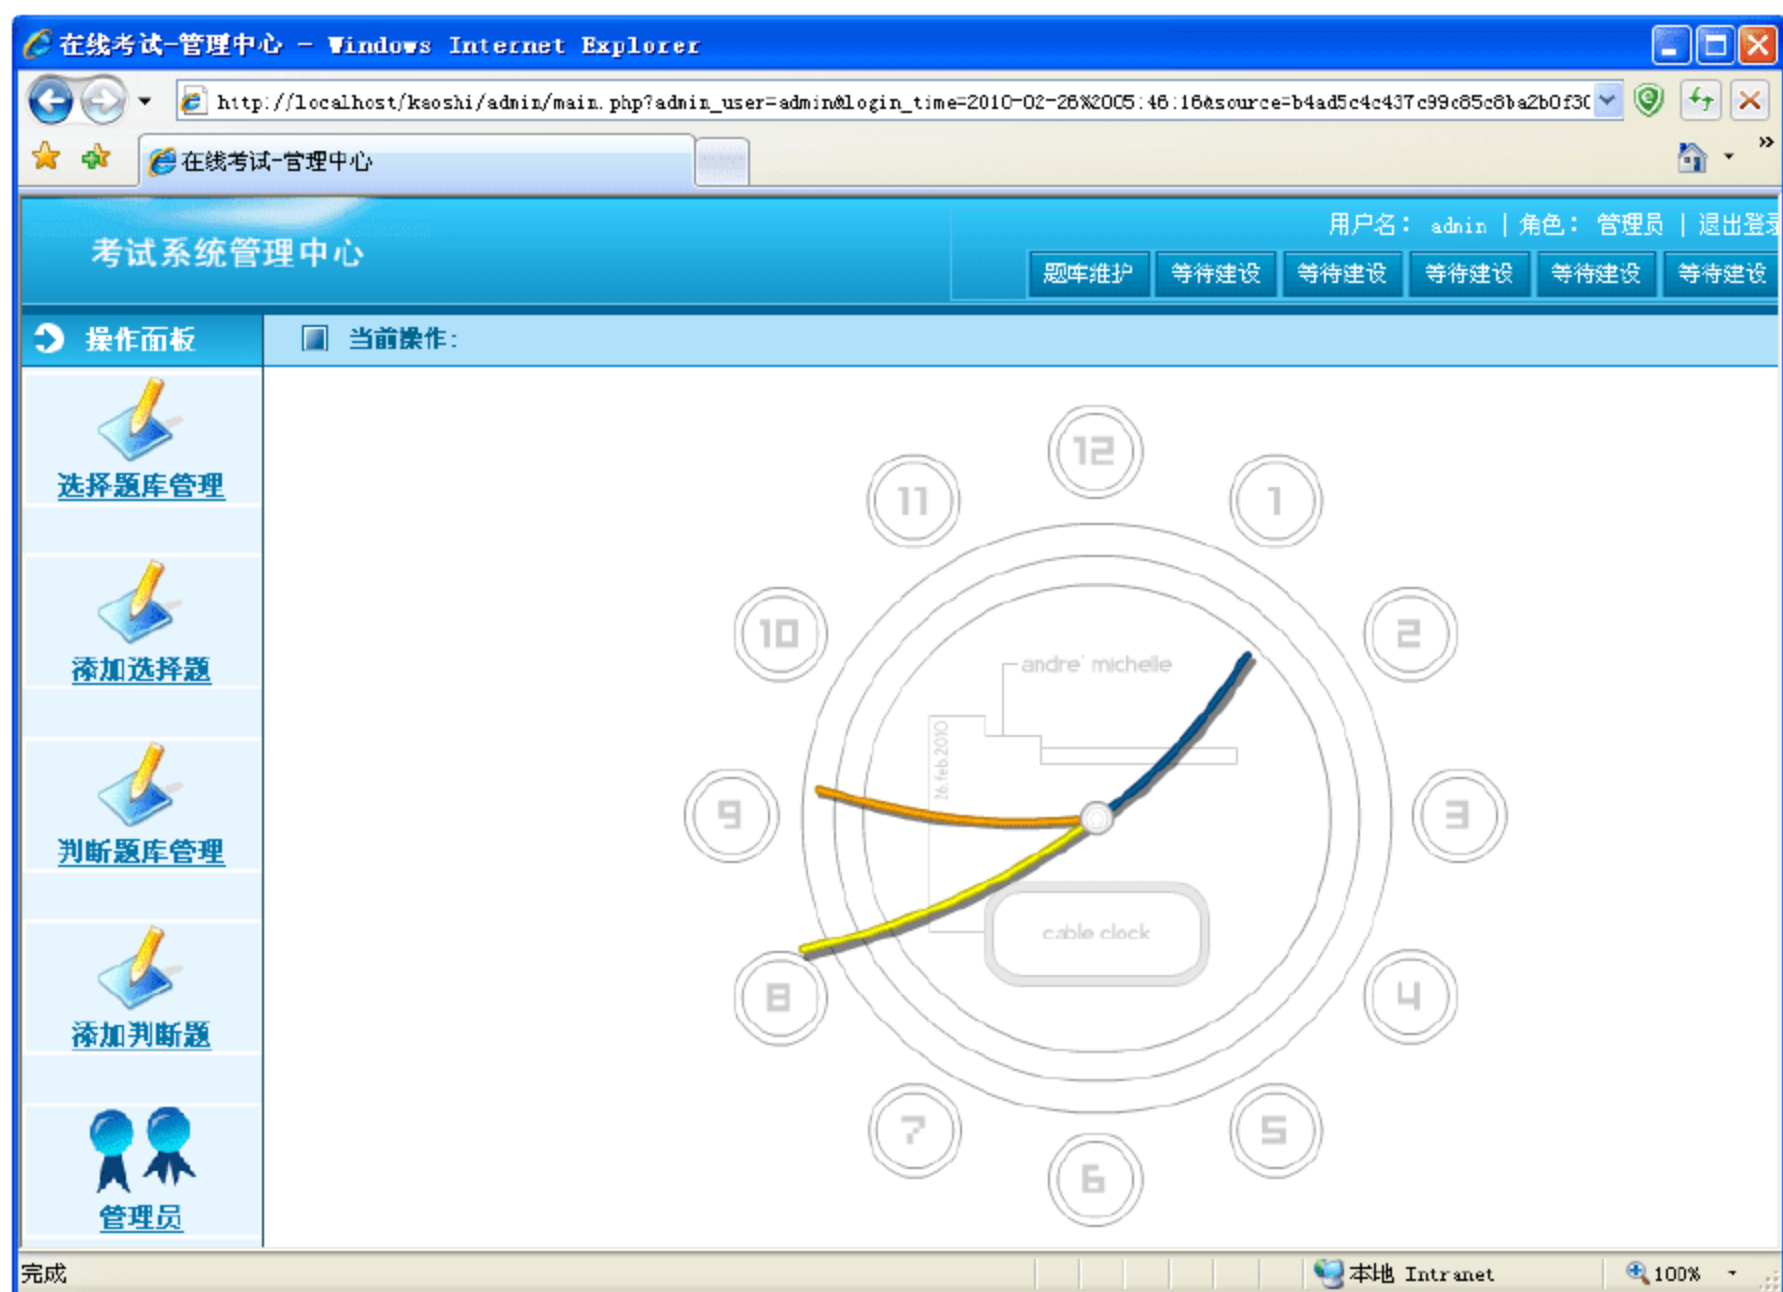 在线考试-管理中心 - Windows Internet Explorer
http://localhost/kaoshi/admin/main.php?admin_user=admin&login_time=2010-02-26%2005:46:16&source=b4ad5c4c437c99c85c8ba2b0f30
在线考试-管理中心
用户名： admin | 角色： 管理员 | 退出登录
考试系统管理中心
题库维护 等待建设 等待建设 等待建设 等待建设 等待建设
操作面板
当前操作:
选择题库管理
添加选择题
判断题库管理
添加判断题
管理员
12
11
1
10
2
andre' michelle
26.feb.2010
9
3
cable clock
8
4
7
5
6
完成
本地 Intranet
100%